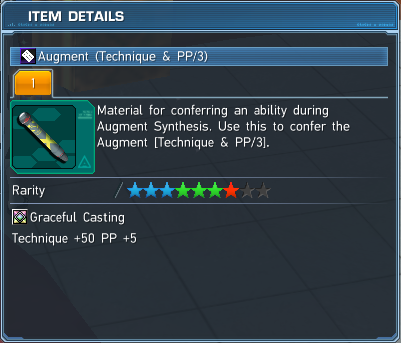 ITEM DETAILS
Augment (Technique & PP/3)
1
Material for conferring an ability during
Augment Synthesis. Use this to confer the
Augment [Technique & PP/3].
Rarity /
Graceful Casting
Technique +50 PP +5